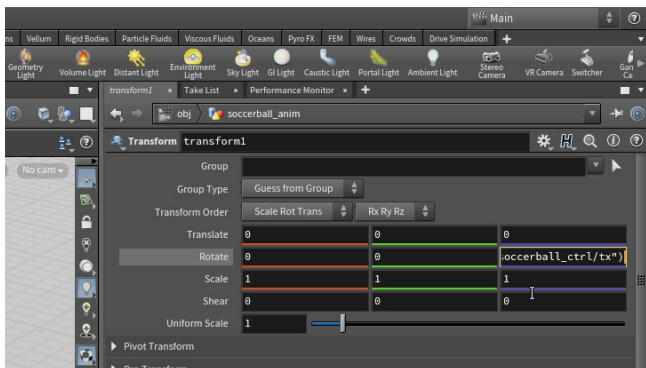 Main
ns Vellum Rigid Bodies Particle Fluids Viscous Fluids Oceans Pyro FX FEM Wires Crowds Drive Simulation +
Geometry Light Volume Light Distant Light Environment Light Sky Light GI Light Caustic Light Portal Light Ambient Light Stereo Camera VR Camera Switcher Gan Ca
transform1 × Take List × Performance Monitor × +
obj soccerball_anim
Transform transform1
No cam
Group
Group Type Guess from Group
Transform Order Scale Rot Trans Rx Ry Rz
Translate 0 0 0
Rotate 0 0 :occerball_ctrl/tx")
Scale 1 1 1
Shear 0 0 0
Uniform Scale 1
Pivot Transform